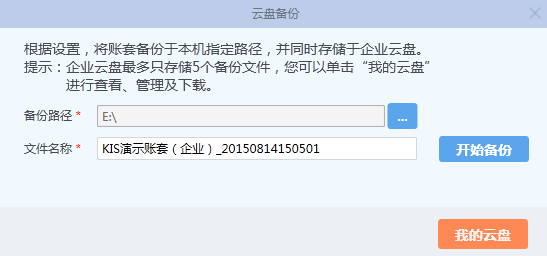 云盘备份
根据设置，将账套备份于本机指定路径，并同时存储于企业云盘。
提示：企业云盘最多只存储5个备份文件，您可以单击“我的云盘”
进行查看、管理及下载。
备份路径 * E:\ ...
文件名称 * KIS演示账套（企业）_20150814150501 开始备份
我的云盘